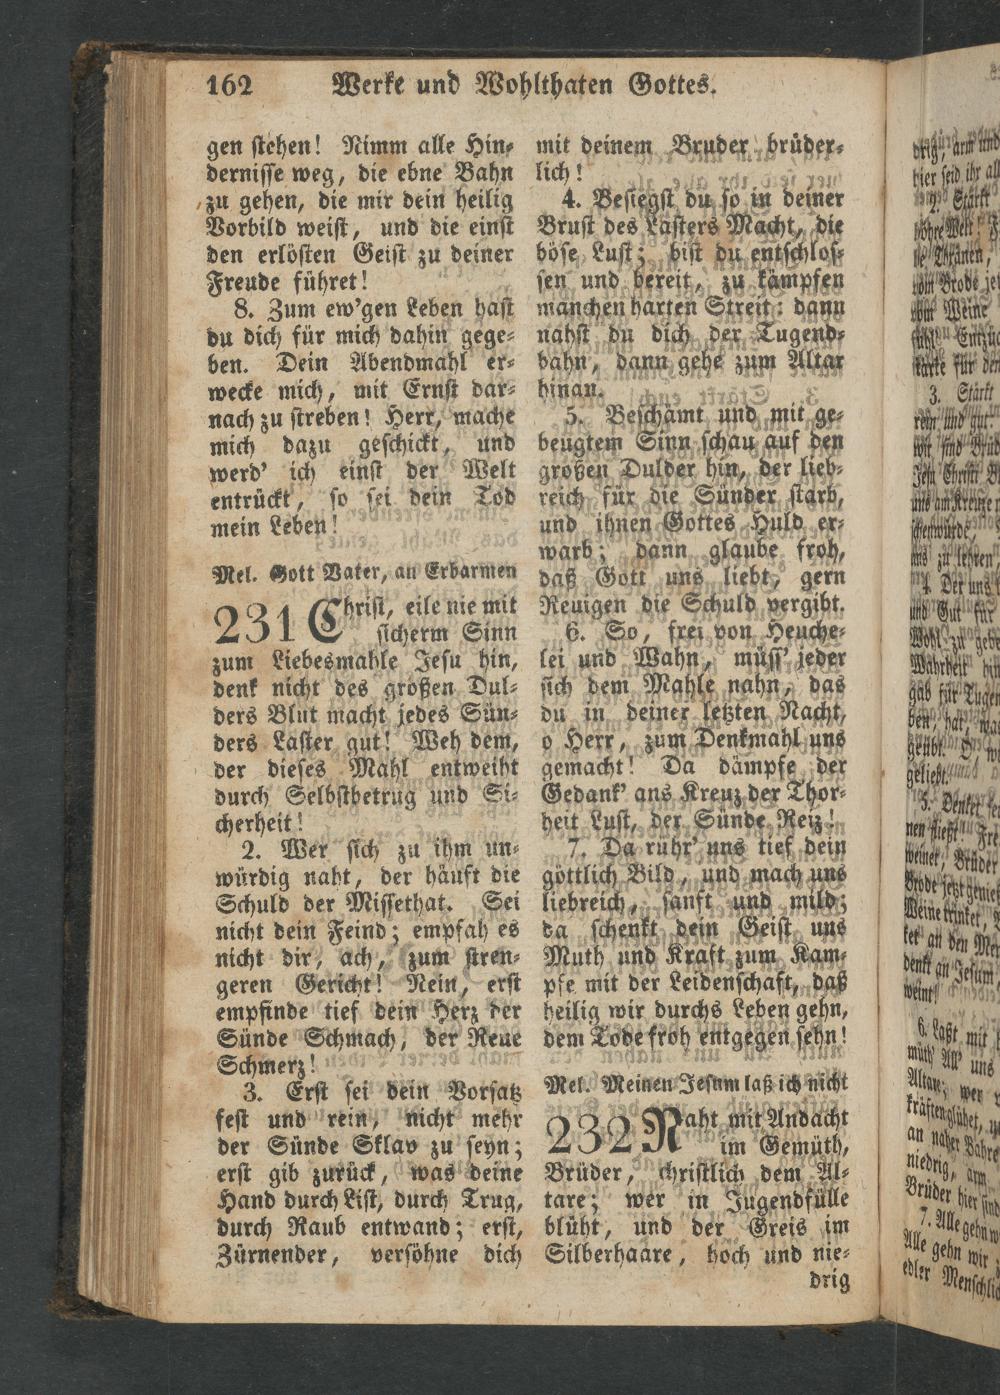 162 Werke und Wohlthaten Gottes.
gen stehen! Nimm alle Hin-
dernisse weg, die ebne Bahn
zu gehen, die mir dein heilig
Vorbild weist, und die einst
den erlösten Geist zu deiner
Freude führet!
8. Zum ew'gen Leben hast
du dich für mich dahin gege-
ben. Dein Abendmahl er-
wecke mich, mit Ernst dar-
nach zu streben! Herr, mache
mich dazu geschickt, und
werd' ich einst der Welt
entrückt, so sei dein Tod
mein Leben!
Mel. Gott Vater, an Erbarmen
231 Christ, eile nie mit
sicherm Sinn
zum Liebesmahle Jesu hin,
denk nicht des großen Dul-
ders Blut macht jedes Sün-
ders Laster gut! Weh dem,
der dieses Mahl entweiht
durch Selbstbetrug und Si-
cherheit!
2. Wer sich zu ihm un-
würdig naht, der häuft die
Schuld der Missethat. Sei
nicht dein Feind; empfah es
nicht dir, ach, zum stren-
geren Gericht! Nein, erst
empfinde tief dein Herz der
Sünde Schmach, der Reue
Schmerz!
3. Erst sei dein Vorsatz
fest und rein, nicht mehr
der Sünde Sklav zu seyn;
erst gib zurück, was deine
Hand durch List, durch Trug,
durch Raub entwand; erst,
Zürnender, versöhne dich
mit deinem Bruder brüder-
lich!
4. Besiegst du so in deiner
Brust des Lasters Macht, die
böse Lust; bist du entschlos-
sen und bereit, zu kämpfen
manchen harten Streit: dann
nahst du dich der Tugend-
bahn, dann gehe zum Altar
hinan.
5. Beschämt und mit ge-
beugtem Sinn schau auf den
großen Dulder hin, der lieb-
reich für die Sünder starb,
und ihnen Gottes Huld er-
warb; dann glaube froh,
daß Gott uns liebt, gern
Reuigen die Schuld vergibt.
6. So, frei von Heuche-
lei und Wahn, müss' jeder
sich dem Mahle nahn, das
du in deiner letzten Nacht,
o Herr, zum Denkmahl uns
gemacht! Da dämpfe der
Gedank' ans Kreuz der Thor-
heit Lust, der Sünde Reiz!
7. Da rühr' uns tief dein
göttlich Bild, und mach uns
liebreich, sanft und mild;
da schenkt dein Geist uns
Muth und Kraft zum Kam-
pfe mit der Leidenschaft, daß
heilig wir durchs Leben gehn,
dem Tode froh entgegen sehn!
Mel. Meinen Jesum laß ich nicht
232 Naht mit Andacht
im Gemüth,
Brüder, christlich dem Al-
tare; wer in Jugendfülle
blüht, und der Greis im
Silberhaare, hoch und nie-
drig